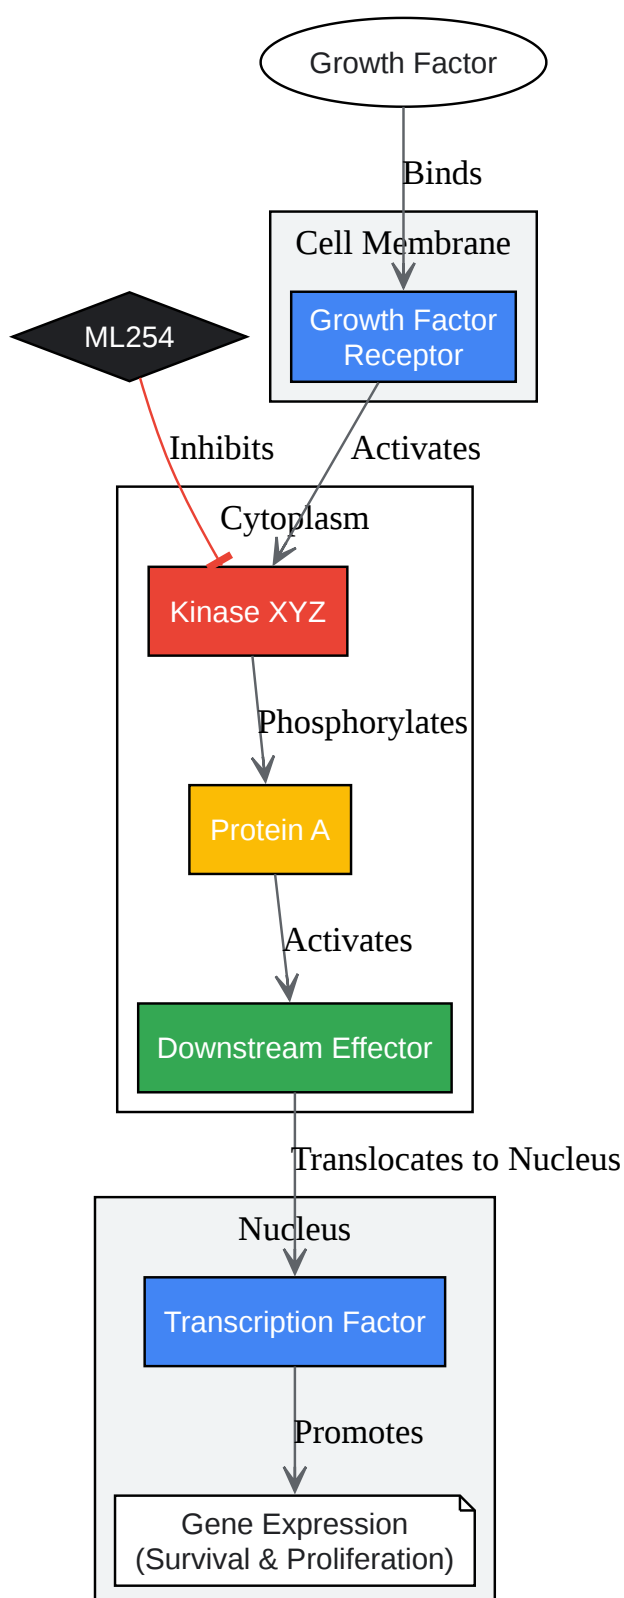 Growth Factor
Binds
Cell Membrane
Growth Factor
Receptor
ML254
Inhibits
Activates
Cytoplasm
Kinase XYZ
Phosphorylates
Protein A
Activates
Downstream Effector
Translocates to Nucleus
Nucleus
Transcription Factor
Promotes
Gene Expression
(Survival & Proliferation)